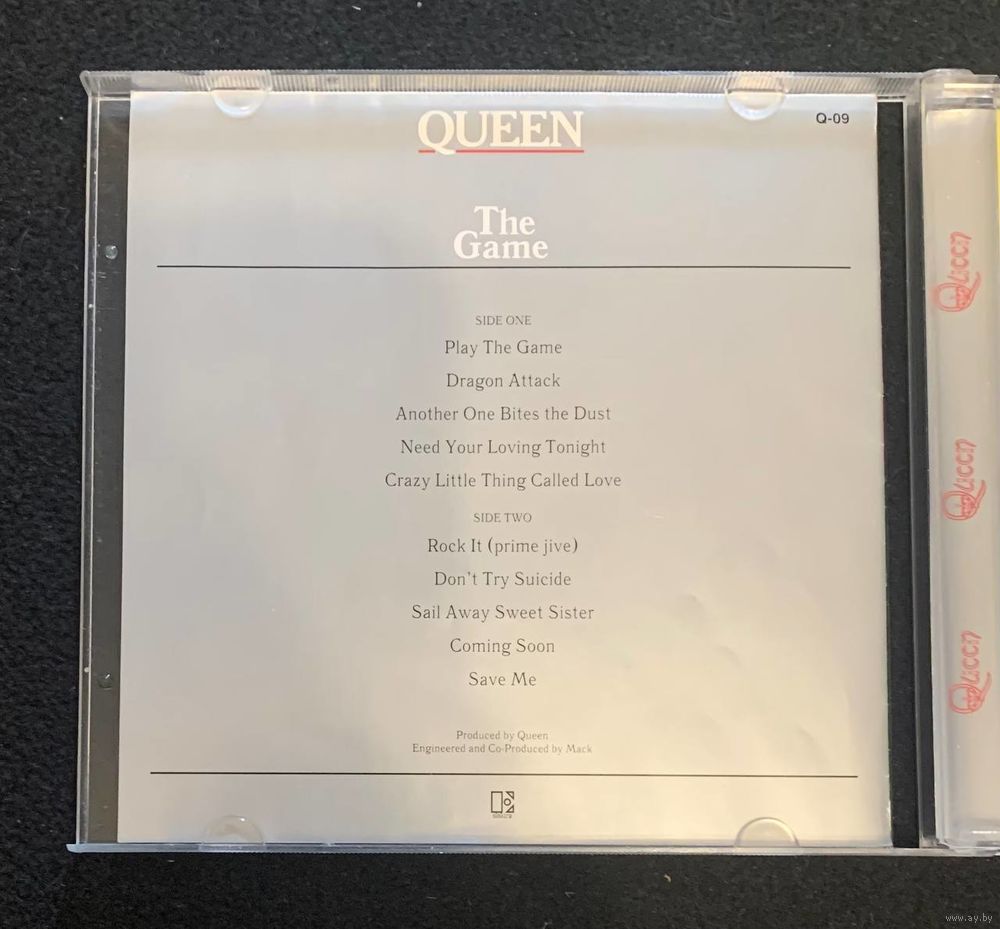 QUEEN
Q-09
The
Game
SIDE ONE
Play The Game
Dragon Attack
Another One Bites the Dust
Need Your Loving Tonight
Crazy Little Thing Called Love
SIDE TWO
Rock It (prime jive)
Don't Try Suicide
Sail Away Sweet Sister
Coming Soon
Save Me
Produced by Queen
Engineered and Co-Produced by Mack
Queen
Queen
Queen
www.ay.by